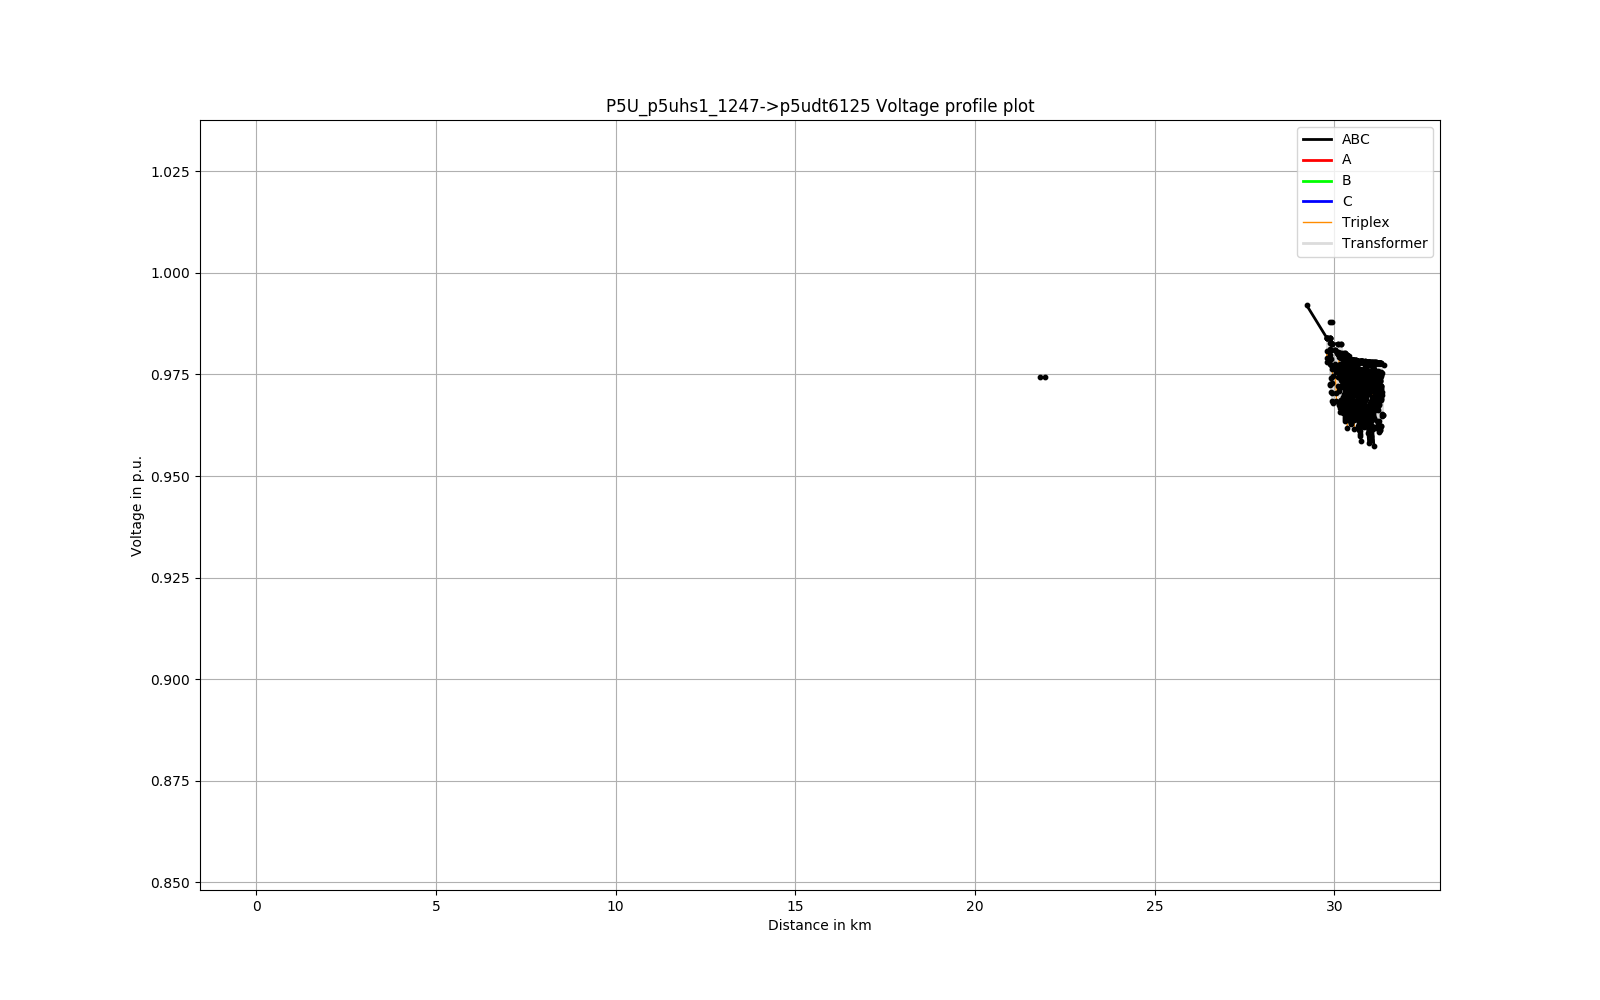 P5U_p5uhs1_1247->p5udt6125 Voltage profile plot
ABC
A
B
C
Triplex
Transformer
1.025
1.000
0.975
0.950
0.925
0.900
0.875
0.850
Voltage in p.u.
0 5 10 15 20 25 30
Distance in km